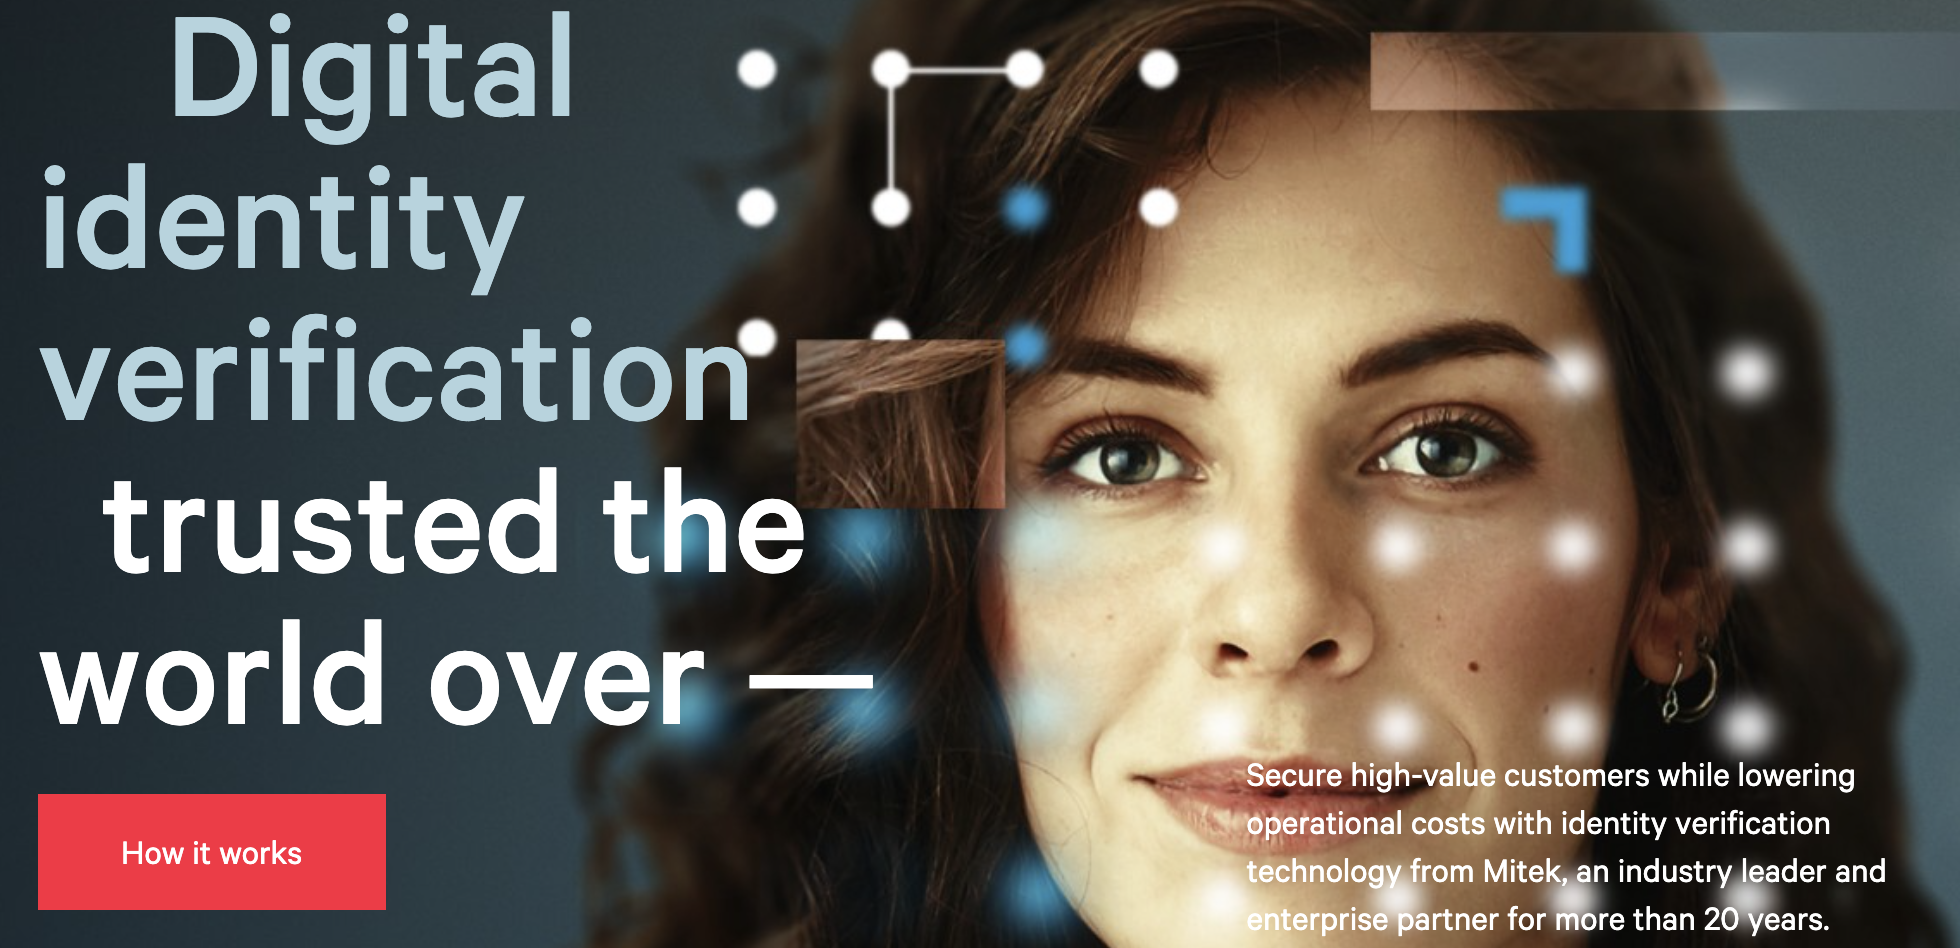 Digital
identity
verification
trusted the
world over —
How it works
Secure high-value customers while lowering
operational costs with identity verification
technology from Mitek, an industry leader and
enterprise partner for more than 20 years.